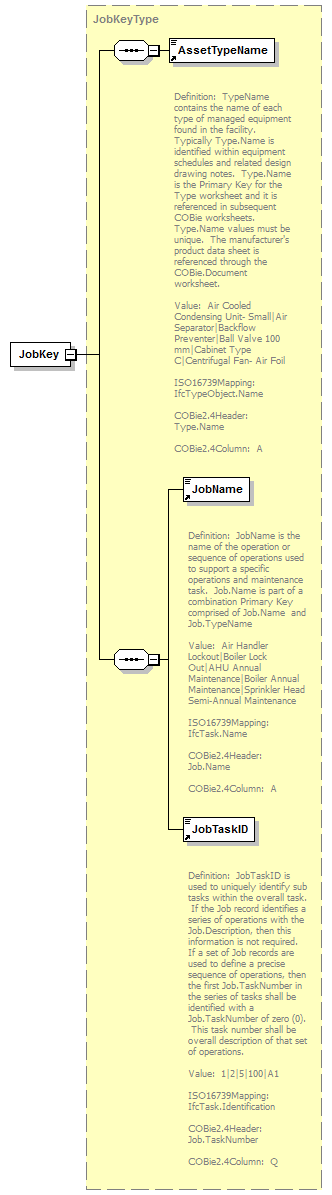 JobKeyType
AssetTypeName
Definition: TypeName
contains the name of each
type of managed equipment
found in the facility.
Typically Type.Name is
identified within equipment
schedules and related design
drawing notes. Type.Name
is the Primary Key for the
Type worksheet and it is
referenced in subsequent
COBie worksheets.
Type.Name values must be
unique. The manufacturer's
product data sheet is
referenced through the
COBie.Document
worksheet.
Value: Air Cooled
Condensing Unit- Small|Air
Separator|Backflow
Preventer|Ball Valve 100
mm|Cabinet Type
C|Centrifugal Fan- Air Foil
ISO16739Mapping:
IfcTypeObject.Name
COBie2.4Header:
Type.Name
COBie2.4Column: A
JobKey
JobName
Definition: JobName is the
name of the operation or
sequence of operations used
to support a specific
operations and maintenance
task. Job.Name is part of a
combination Primary Key
comprised of Job.Name and
Job.TypeName
Value: Air Handler
Lockout|Boiler Lock
Out|AHU Annual
Maintenance|Boiler Annual
Maintenance|Sprinkler Head
Semi-Annual Maintenance
ISO16739Mapping:
IfcTask.Name
COBie2.4Header:
Job.Name
COBie2.4Column: A
JobTaskID
Definition: JobTaskID is
used to uniquely identify sub
tasks within the overall task.
If the Job record identifies a
series of operations with the
Job.Description, then this
information is not required.
If a set of Job records are
used to define a precise
sequence of operations, then
the first Job.TaskNumber in
the series of tasks shall be
identified with a
Job.TaskNumber of zero (0).
This task number shall be
overall description of that set
of operations.
Value: 1|2|5|100|A1
ISO16739Mapping:
IfcTask.Identification
COBie2.4Header:
Job.TaskNumber
COBie2.4Column: Q